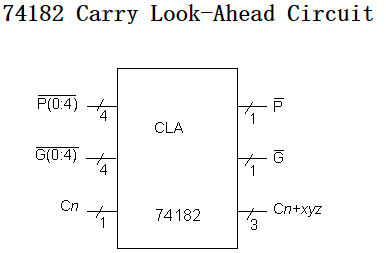 74182 Carry Look-Ahead Circuit
P(0:4) 4 CLA 1 P
G(0:4) 4 1 G
Cn 1 74182 3 Cn+xyz